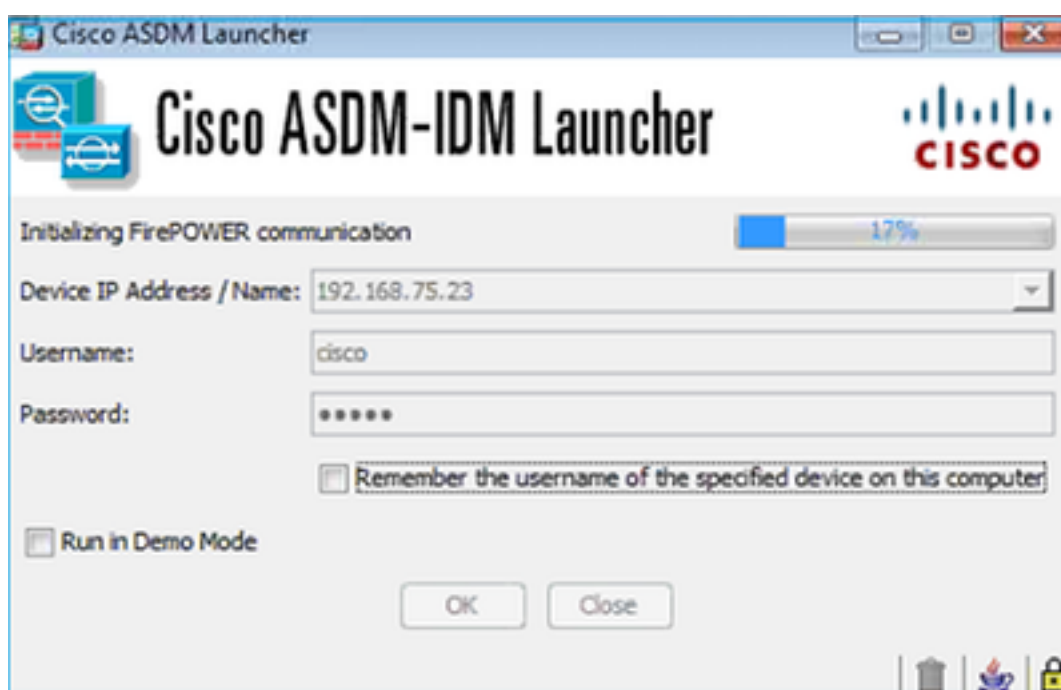 Cisco ASDM Launcher
Cisco ASDM-IDM Launcher
CISCO
Initializing FirePOWER communication 17%
Device IP Address / Name: 192.168.75.23
Username: cisco
Password: •••••
Remember the username of the specified device on this computer
Run in Demo Mode
OK Close